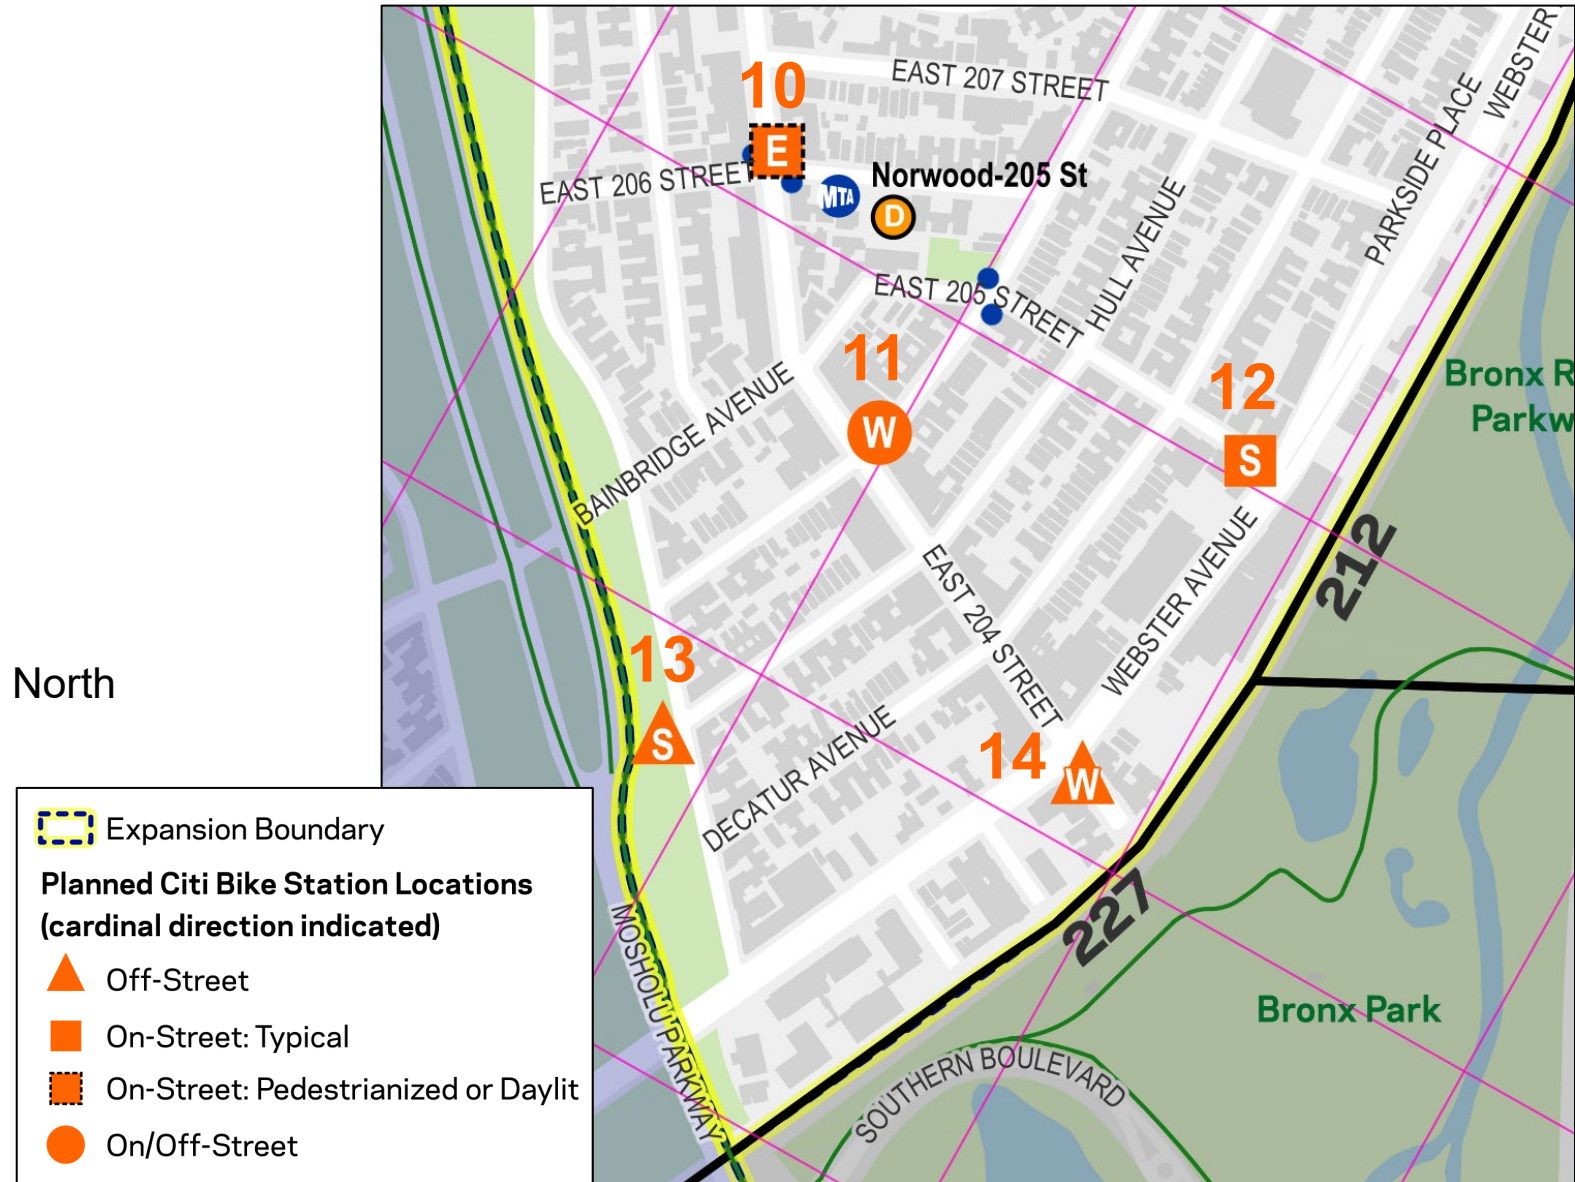 WEBSTER
EAST 207 STREET
10
PARKSIDE PLACE
WEBSTER
E
EAST 206 STREET
MTA
Norwood-205 St
D
HULL AVENUE
EAST 205 STREET
11
12
W
S
BAINBRIDGE AVENUE
Bronx R
Parkw
212
EAST 204 STREET
WEBSTER AVENUE
13
North
S
DECATUR AVENUE
14
W
Expansion Boundary
Planned Citi Bike Station Locations
(cardinal direction indicated)
Off-Street
On-Street: Typical
On-Street: Pedestrianized or Daylit
On/Off-Street
MOSHOLU PARKWAY
227
Bronx Park
SOUTHERN BOULEVARD